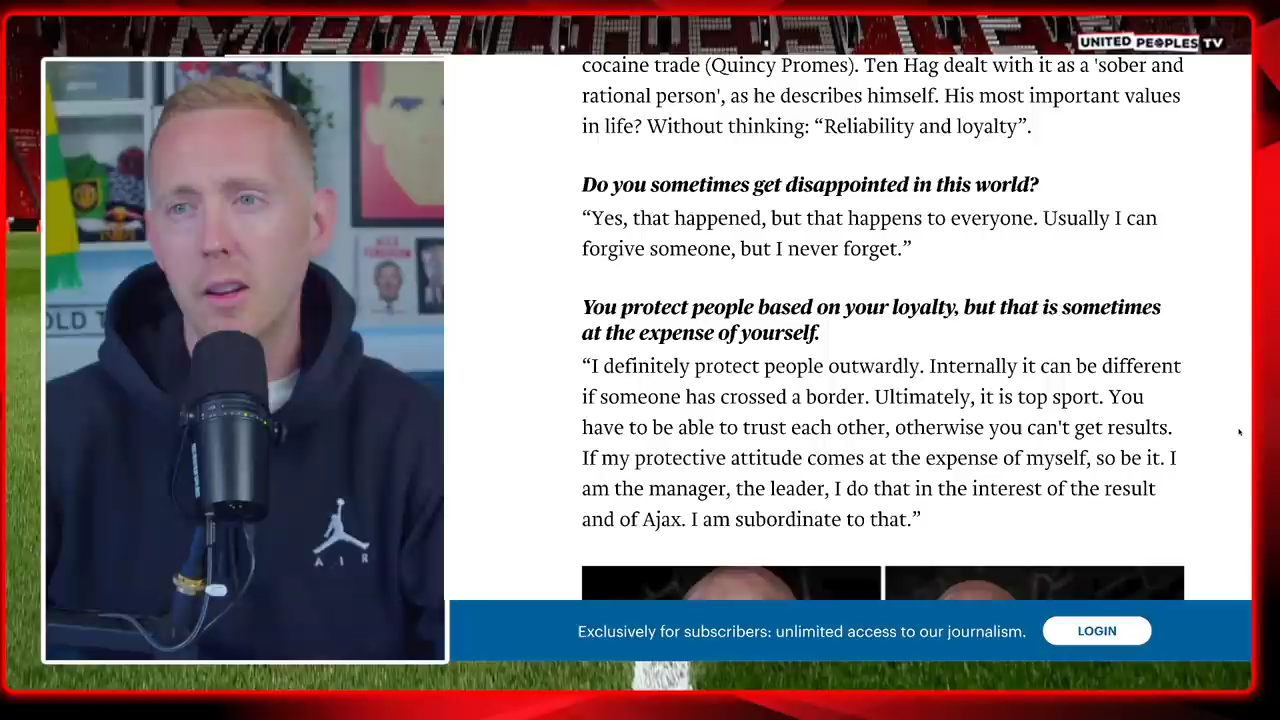 MANCHESTER
UNITED PEOPLES TV
cocaine trade (Quincy Promes). Ten Hag dealt with it as a 'sober and
rational person', as he describes himself. His most important values
in life? Without thinking: “Reliability and loyalty”.
Do you sometimes get disappointed in this world?
“Yes, that happened, but that happens to everyone. Usually I can
forgive someone, but I never forget.”
You protect people based on your loyalty, but that is sometimes
at the expense of yourself.
“I definitely protect people outwardly. Internally it can be different
if someone has crossed a border. Ultimately, it is top sport. You
have to be able to trust each other, otherwise you can't get results.
If my protective attitude comes at the expense of myself, so be it. I
am the manager, the leader, I do that in the interest of the result
and of Ajax. I am subordinate to that.”
Exclusively for subscribers: unlimited access to our journalism.
LOGIN
OLD T
AIR